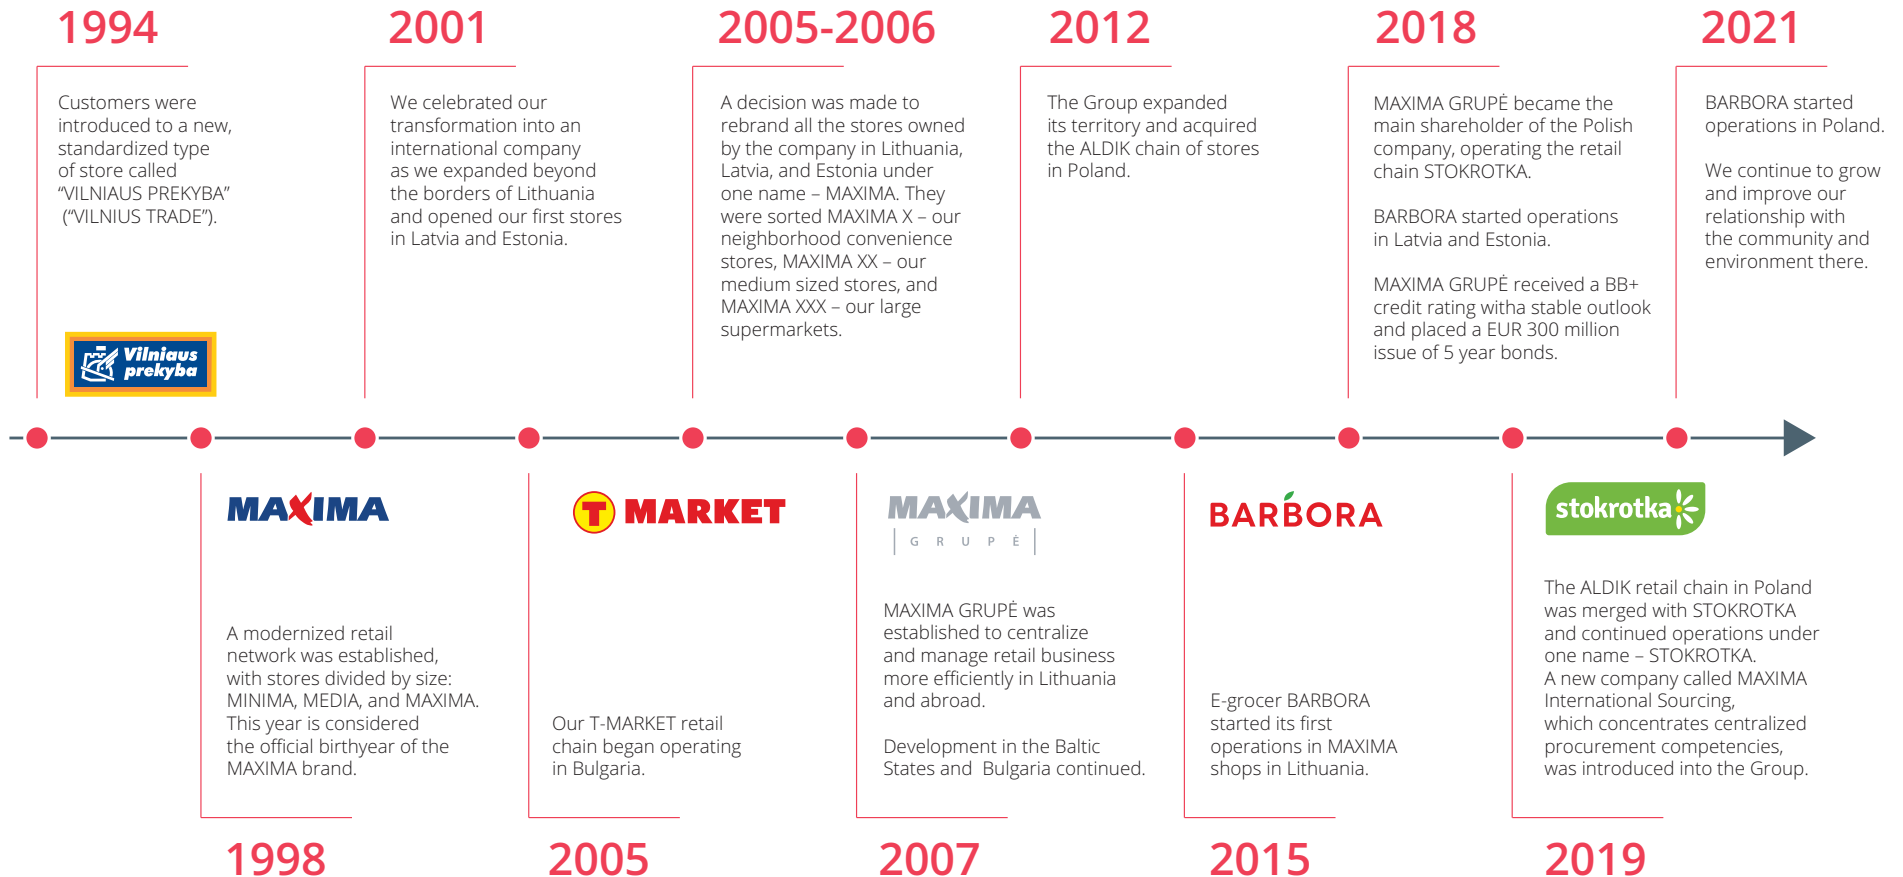 1994
Customers were
introduced to a new,
standardized type
of store called
“VILNIAUS PREKYBA”
(“VILNIUS TRADE”).
Vilniaus
prekyba
2001
We celebrated our
transformation into an
international company
as we expanded beyond
the borders of Lithuania
and opened our first stores
in Latvia and Estonia.
2005-2006
A decision was made to
rebrand all the stores owned
by the company in Lithuania,
Latvia, and Estonia under
one name – MAXIMA. They
were sorted MAXIMA X – our
neighborhood convenience
stores, MAXIMA XX – our
medium sized stores, and
MAXIMA XXX – our large
supermarkets.
2012
The Group expanded
its territory and acquired
the ALDIK chain of stores
in Poland.
2018
MAXIMA GRUPĖ became the
main shareholder of the Polish
company, operating the retail
chain STOKROTKA.
BARBORA started operations
in Latvia and Estonia.
MAXIMA GRUPĖ received a BB+
credit rating witha stable outlook
and placed a EUR 300 million
issue of 5 year bonds.
2021
BARBORA started
operations in Poland.
We continue to grow
and improve our
relationship with
the community and
environment there.
MAXIMA
A modernized retail
network was established,
with stores divided by size:
MINIMA, MEDIA, and MAXIMA.
This year is considered
the official birthyear of the
MAXIMA brand.
1998
T MARKET
Our T-MARKET retail
chain began operating
in Bulgaria.
2005
MAXIMA
GRUPĖ
MAXIMA GRUPĖ was
established to centralize
and manage retail business
more efficiently in Lithuania
and abroad.
Development in the Baltic
States and Bulgaria continued.
2007
BARBORA
E-grocer BARBORA
started its first
operations in MAXIMA
shops in Lithuania.
2015
stokrotka
The ALDIK retail chain in Poland
was merged with STOKROTKA
and continued operations under
one name – STOKROTKA.
A new company called MAXIMA
International Sourcing,
which concentrates centralized
procurement competencies,
was introduced into the Group.
2019